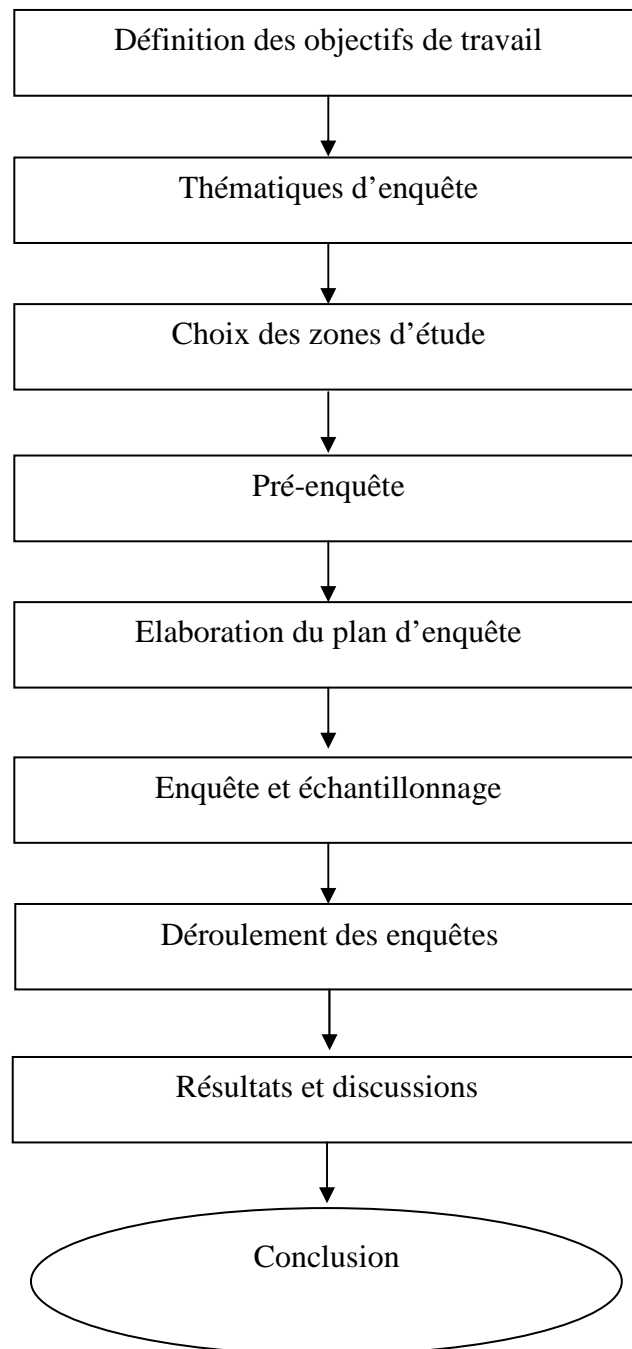 Définition des objectifs de travail
Thématiques d’enquête
Choix des zones d’étude
Pré-enquête
Elaboration du plan d’enquête
Enquête et échantillonnage
Déroulement des enquêtes
Résultats et discussions
Conclusion